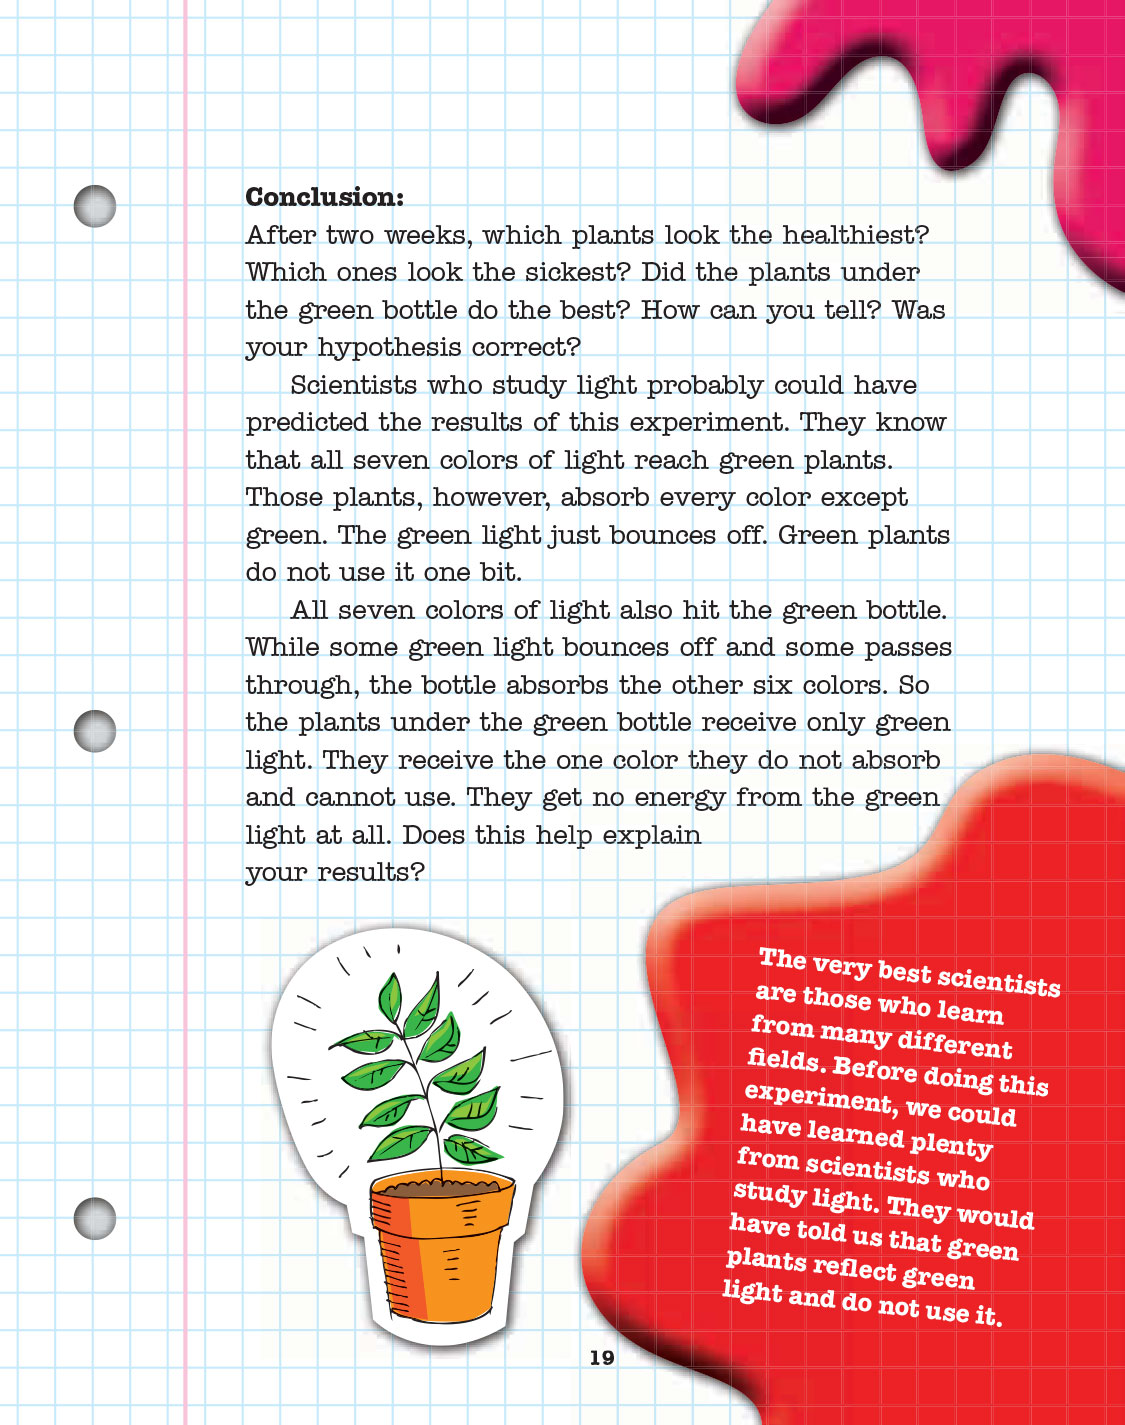 Conclusion:
After two weeks, which plants look the healthiest?
Which ones look the sickest? Did the plants under
the green bottle do the best? How can you tell? Was
your hypothesis correct?
Scientists who study light probably could have
predicted the results of this experiment. They know
that all seven colors of light reach green plants.
Those plants, however, absorb every color except
green. The green light just bounces off. Green plants
do not use it one bit.
All seven colors of light also hit the green bottle.
While some green light bounces off and some passes
through, the bottle absorbs the other six colors. So
the plants under the green bottle receive only green
light. They receive the one color they do not absorb
and cannot use. They get no energy from the green
light at all. Does this help explain
your results?
The very best scientists
are those who learn
from many different
fields. Before doing this
experiment, we could
have learned plenty
from scientists who
study light. They would
have told us that green
plants reflect green
light and do not use it.
19